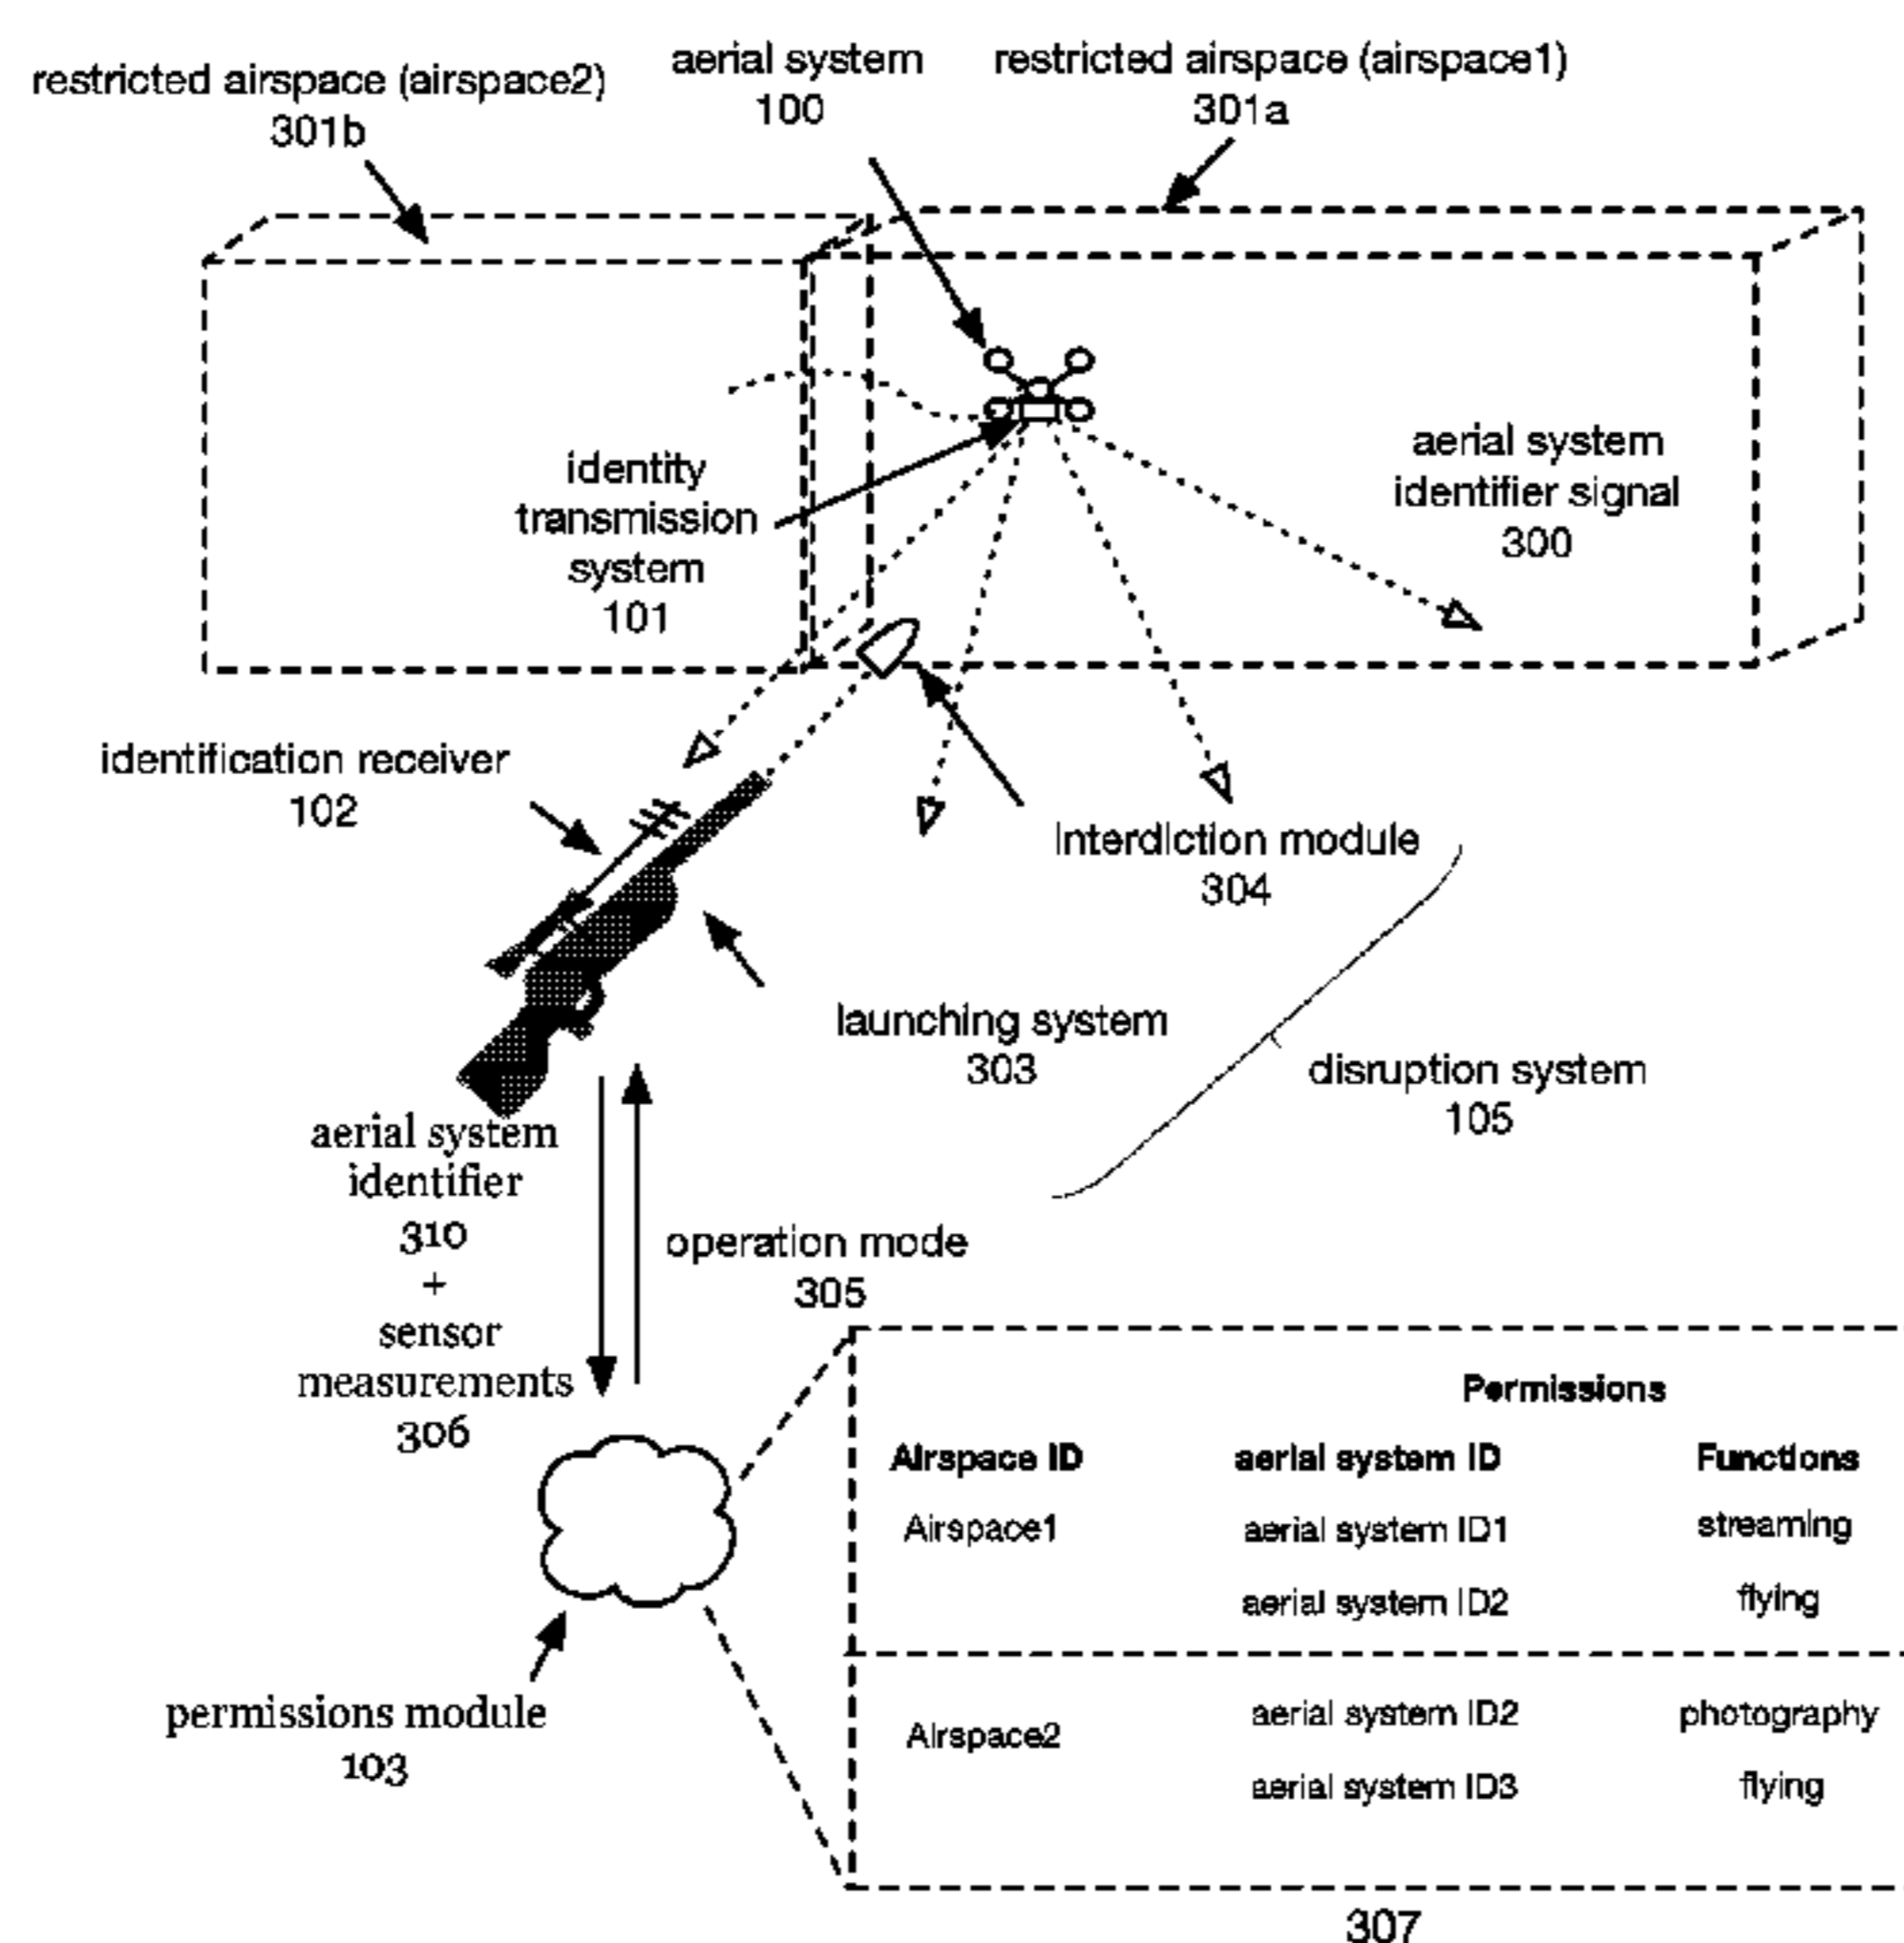 restricted airspace (airspace2)
301b
aerial system
100
restricted airspace (airspace1)
301a
identity
transmission
system
101
aerial system
identifier signal
300
identification receiver
102
interdiction module
304
launching system
303
disruption system
105
aerial system
identifier
310
+
sensor
measurements
306
operation mode
305
permissions module
103
Permissions
Airspace ID aerial system ID Functions
Airspace1 aerial system ID1 streaming
aerial system ID2 flying
Airspace2 aerial system ID2 photography
aerial system ID3 flying
307